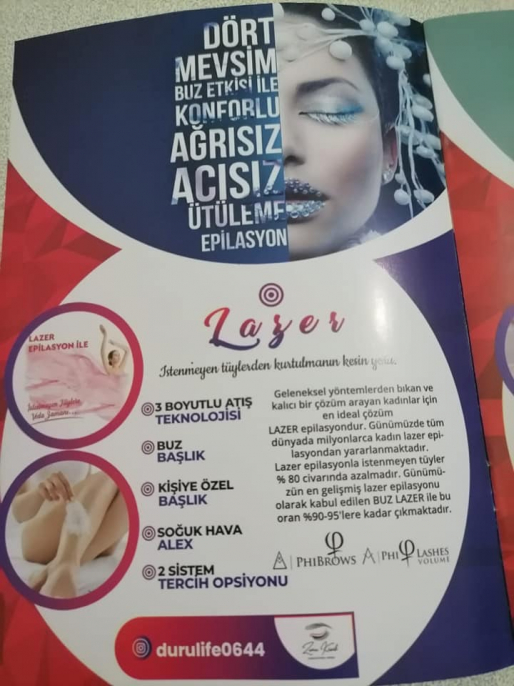 DÖRT
MEVSİM
BUZ ETKİSİ İLE
KONFORLU
AĞRISIZ
ACISIZ
ÜTÜLEME
EPİLASYON
Lazer
İstenmeyen tüylerden kurtulmanın kesin yolu.
LAZER
EPİLASYON İLE
İstenmeyen Tüylere
Veda Zamanı
3 BOYUTLU ATIŞ
TEKNOLOJİSİ
BUZ
BAŞLIK
KİŞİYE ÖZEL
BAŞLIK
SOĞUK HAVA
ALEX
2 SİSTEM
TERCİH OPSİYONU
Geleneksel yöntemlerden bıkan ve
kalıcı bir çözüm arayan kadınlar için
en ideal çözüm
LAZER epilasyondur. Günümüzde tüm
dünyada milyonlarca kadın lazer epi-
lasyondan yararlanmaktadır.
Lazer epilasyonla istenmeyen tüyler
% 80 civarında azalmadır. Günümü-
zün en gelişmiş lazer epilasyonu
olarak kabul edilen BUZ LAZER ile bu
oran %90-95'lere kadar çıkmaktadır.
PHIBROWS
PHI LASHES
VOLUME
durulife0644